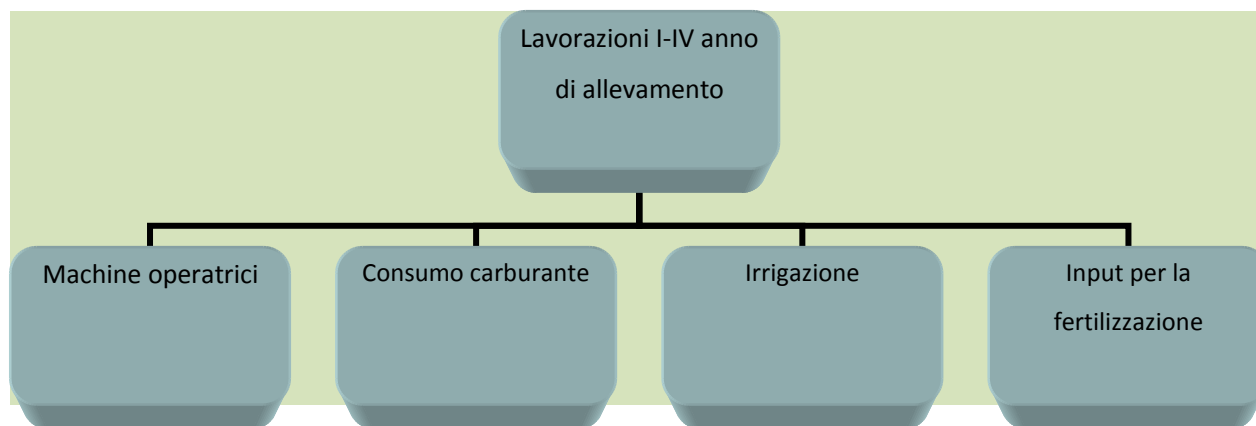 Lavorazioni I-IV anno
di allevamento
Machine operatrici
Consumo carburante
Irrigazione
Input per la
fertilizzazione